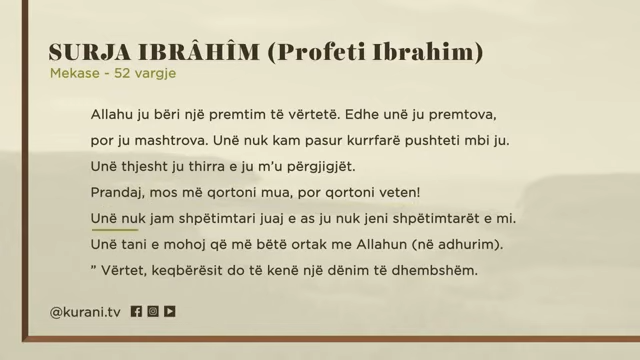 SURJA IBRÂHÎM (Profeti Ibrahim)
Mekase - 52 vargje
Allahu ju bëri një premtim të vërtetë. Edhe unë ju premtova,
por ju mashtrova. Unë nuk kam pasur kurrfarë pushteti mbi ju.
Unë thjesht ju thirra e ju m’u përgjigjët.
Prandaj, mos më qortoni mua, por qortoni veten!
Unë nuk jam shpëtimtari juaj e as ju nuk jeni shpëtimtarët e mi.
Unë tani e mohoj që më bëtë ortak me Allahun (në adhurim).
” Vërtet, keqbërësit do të kenë një dënim të dhembshëm.
@kurani.tv